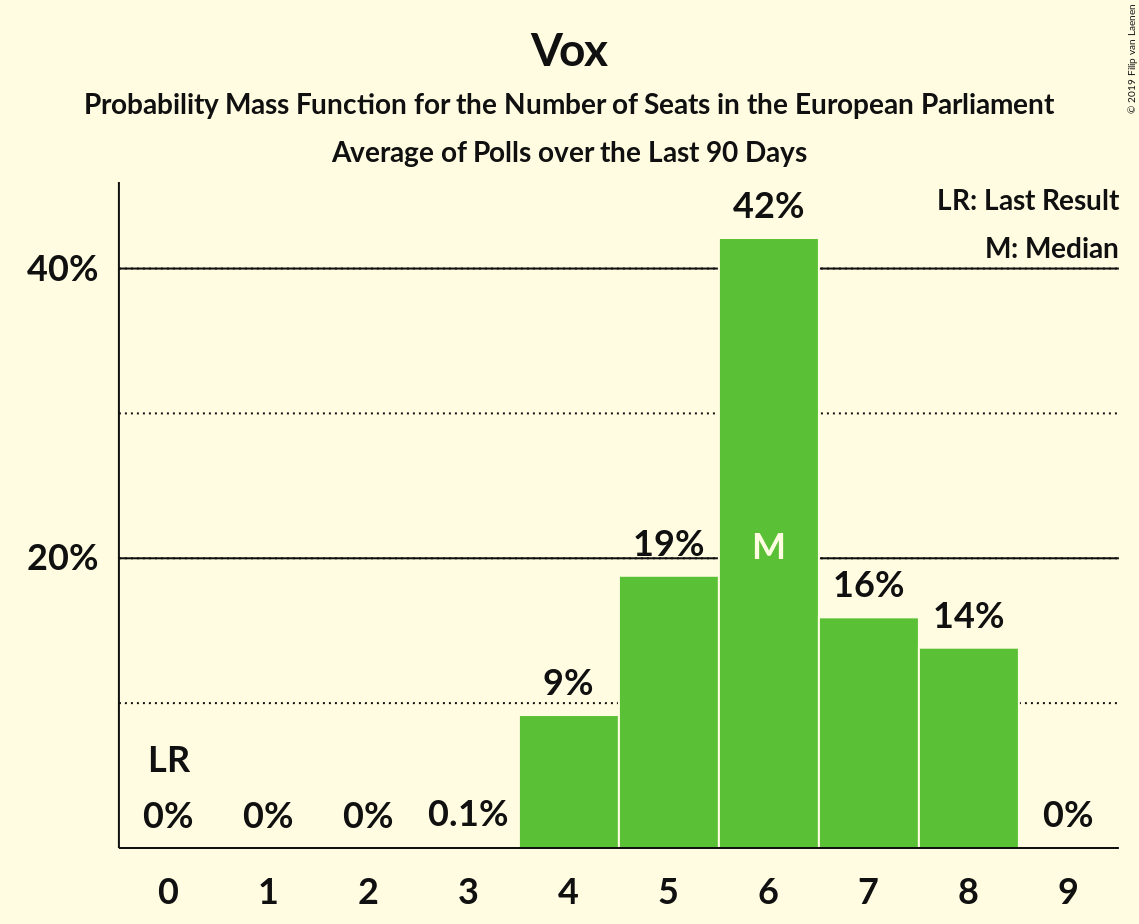 Vox
Probability Mass Function for the Number of Seats in the European Parliament
Average of Polls over the Last 90 Days
© 2019 Filip van Laenen
LR: Last Result
M: Median
40%
20%
42%
19%
M
16%
14%
9%
LR
0%
0%
0%
0.1%
0%
0
1
2
3
4
5
6
7
8
9